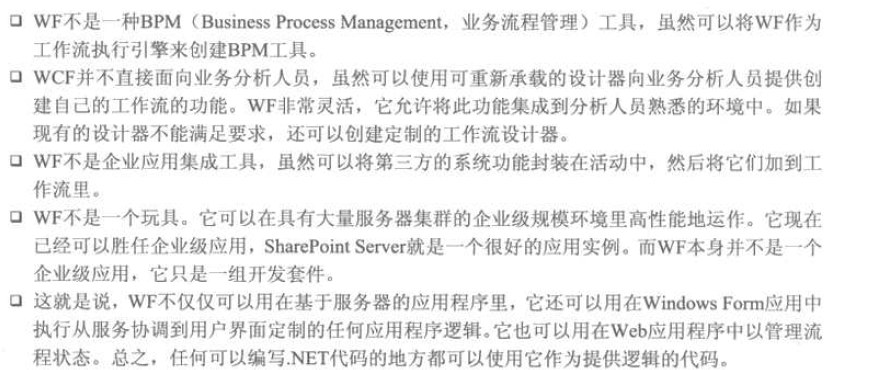 ❑ WF不是一种BPM（Business Process Management，业务流程管理）工具，虽然可以将WF作为
工作流执行引擎来创建BPM工具。
❑ WCF并不直接面向业务分析人员，虽然可以使用可重新承载的设计器向业务分析人员提供创
建自己的工作流的功能。WF非常灵活，它允许将此功能集成到分析人员熟悉的环境中。如果
现有的设计器不能满足要求，还可以创建定制的工作流设计器。
❑ WF不是企业应用集成工具，虽然可以将第三方的系统功能封装在活动中，然后将它们加到工
作流里。
❑ WF不是一个玩具。它可以在具有大量服务器集群的企业级规模环境里高性能地运作。它现在
已经可以胜任企业级应用，SharePoint Server就是一个很好的应用实例。而WF本身并不是一个
企业级应用，它只是一组开发套件。
❑ 这就是说，WF不仅仅可以用在基于服务器的应用程序里，它还可以用在Windows Form应用中
执行从服务协调到用户界面定制的任何应用程序逻辑。它也可以用在Web应用程序中以管理流
程状态。总之，任何可以编写.NET代码的地方都可以使用它作为提供逻辑的代码。